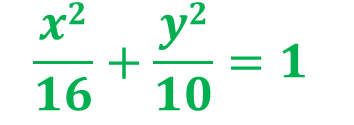 x²/16 + y²/10 = 1